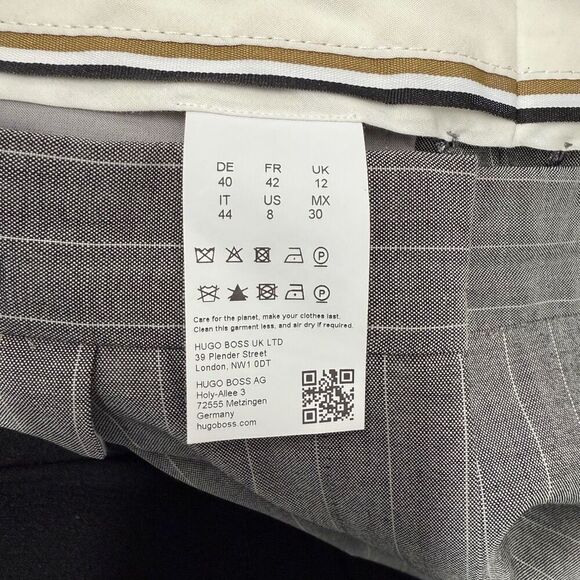 DE FR UK
40 42 12
IT US MX
44 8 30
P
P
Care for the planet, make your clothes last.
Clean this garment less, and air dry if required.
HUGO BOSS UK LTD
39 Plender Street
London, NW1 0DT
HUGO BOSS AG
Holy-Allee 3
72555 Metzingen
Germany
hugoboss.com